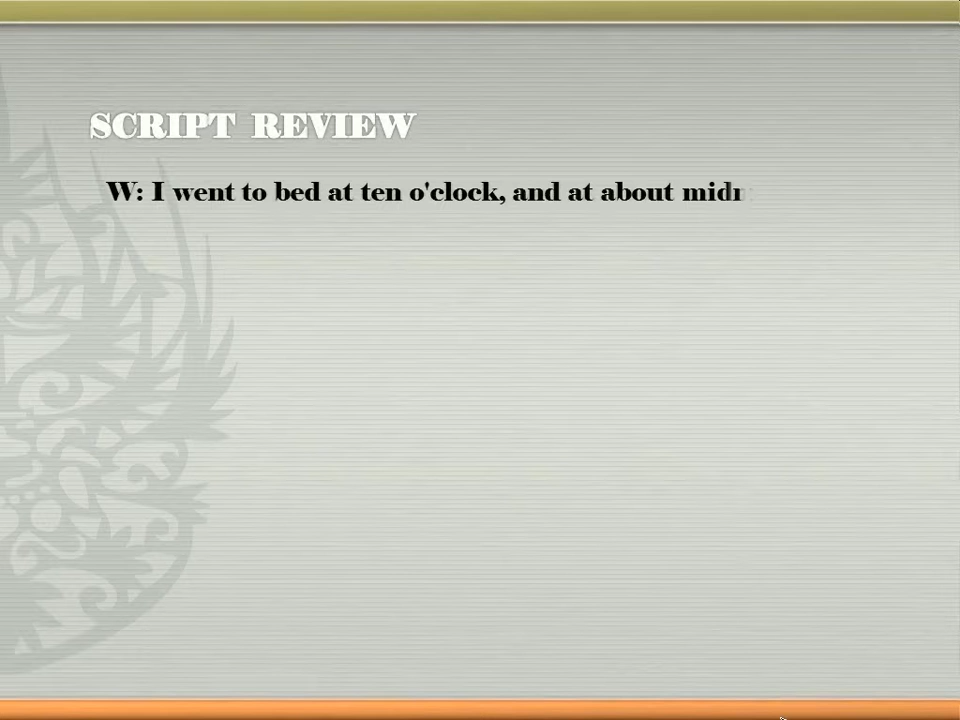 SCRIPT REVIEW
W: I went to bed at ten o'clock, and at about